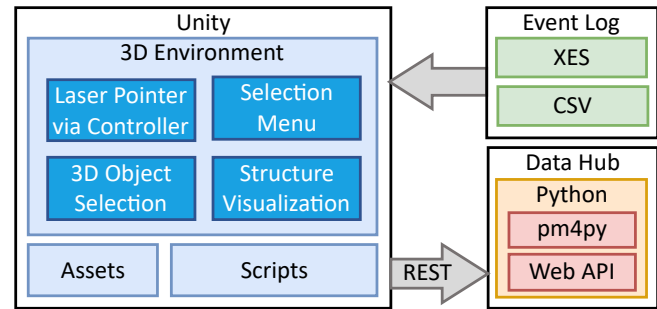 Unity
3D Environment
Laser Pointer
via Controller
Selection
Menu
3D Object
Selection
Structure
Visualization
Assets
Scripts
REST
Event Log
XES
CSV
Data Hub
Python
pm4py
Web API